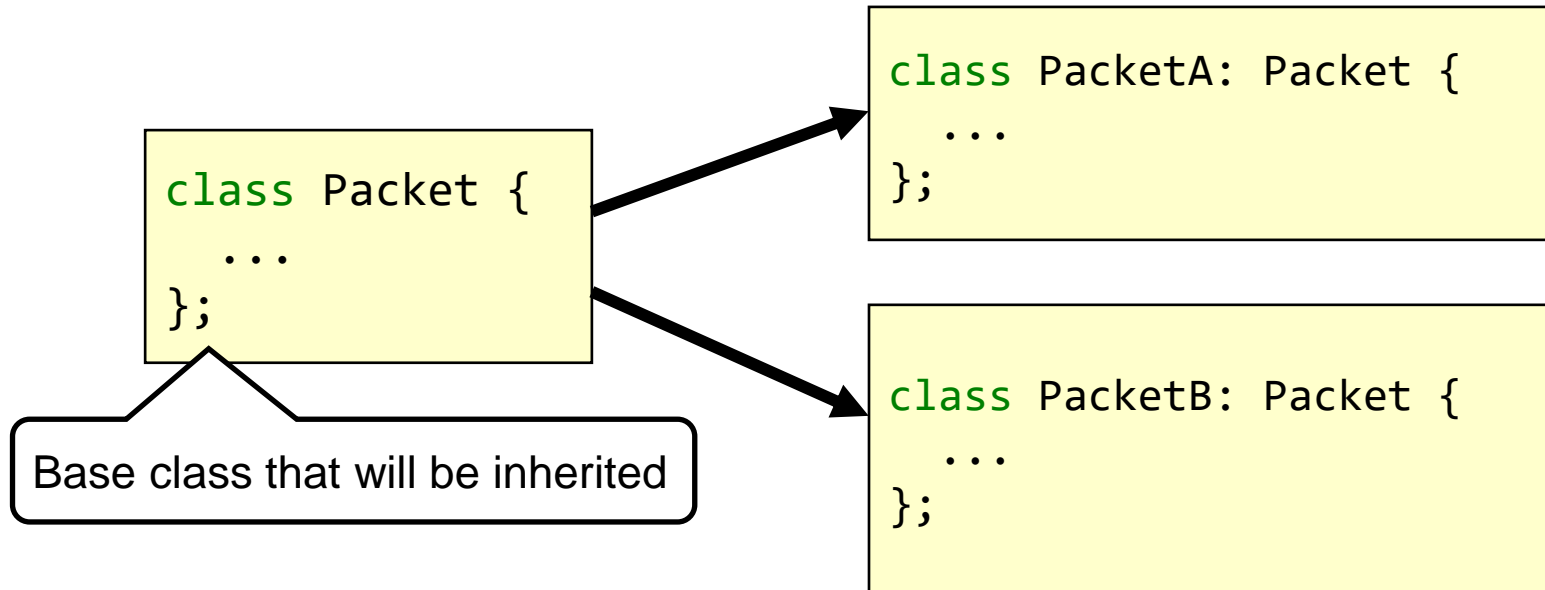 class Packet {
...
};
Base class that will be inherited
class PacketA: Packet {
...
};
class PacketB: Packet {
...
};